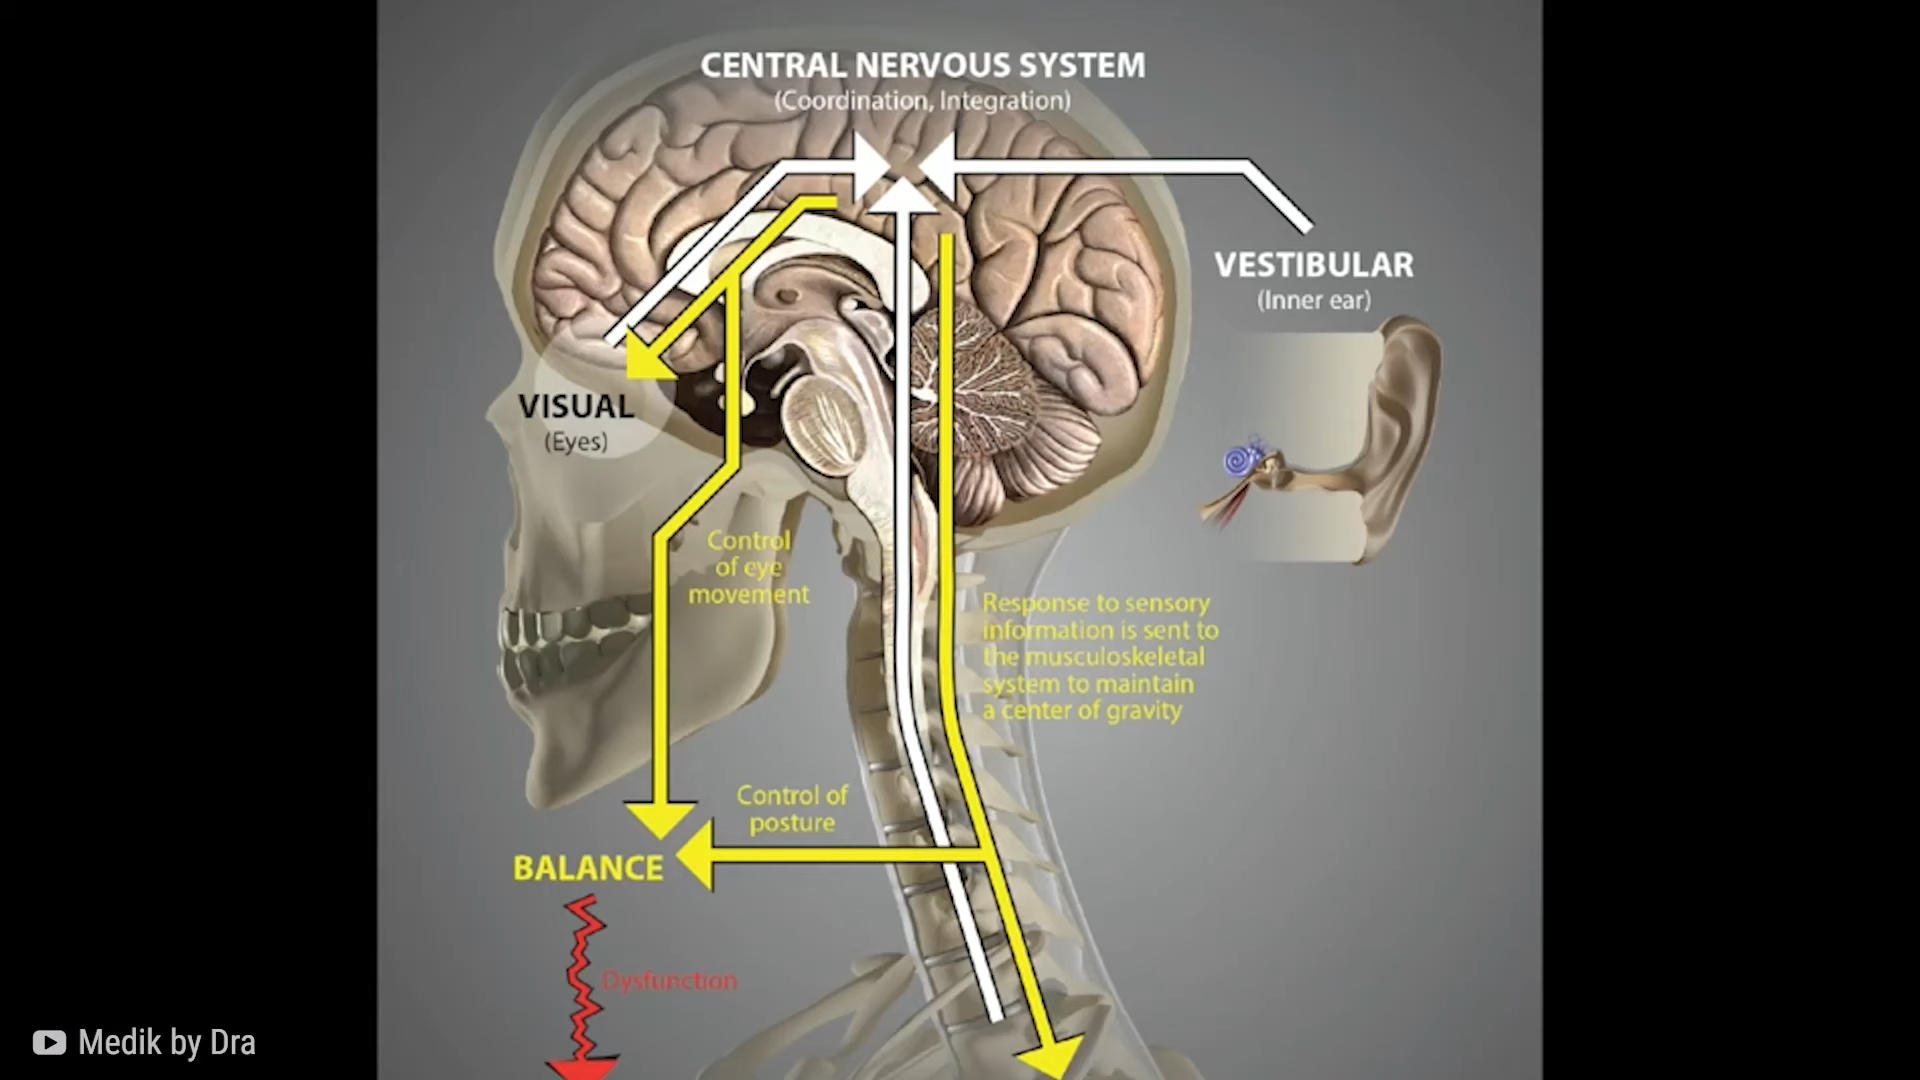 CENTRAL NERVOUS SYSTEM
(Coordination, Integration)
VESTIBULAR
(Inner ear)
VISUAL
(Eyes)
Control
of eye
movement
Response to sensory
information is sent to
the musculoskeletal
system to maintain
a center of gravity
Control of
posture
BALANCE
Dysfunction
Medik by Dra